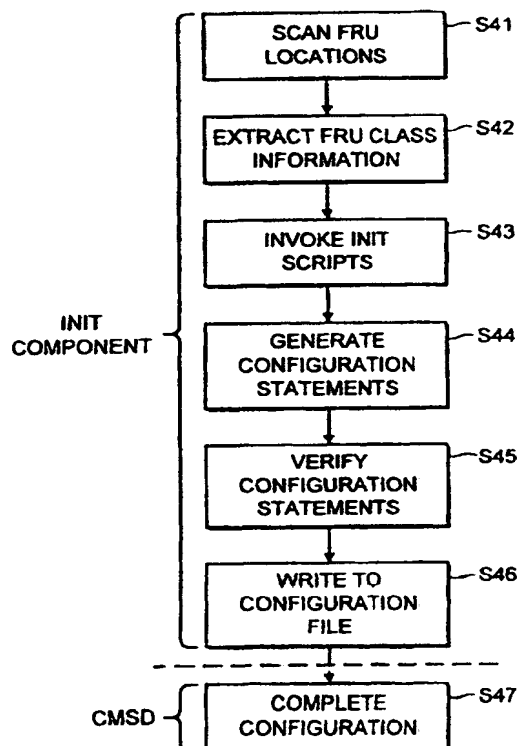 SCAN FRU
LOCATIONS
S41
EXTRACT FRU CLASS
INFORMATION
S42
INVOKE INIT
SCRIPTS
S43
INIT
COMPONENT
GENERATE
CONFIGURATION
STATEMENTS
S44
VERIFY
CONFIGURATION
STATEMENTS
S45
WRITE TO
CONFIGURATION
FILE
S46
CMSD
COMPLETE
CONFIGURATION
S47